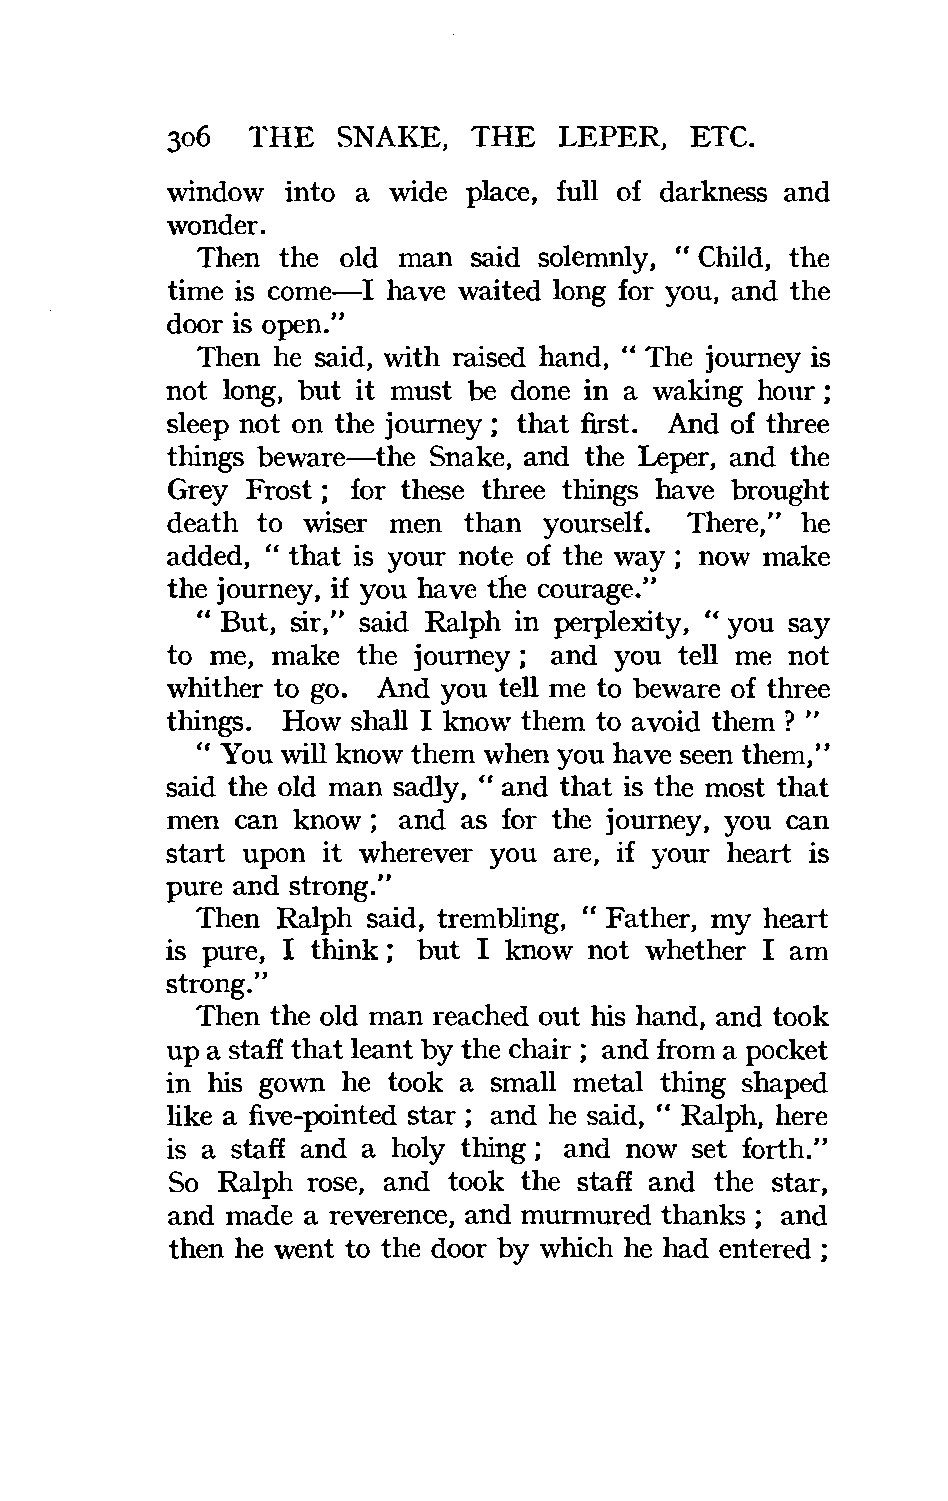 306 THE SNAKE, THE LEPER, ETC.
window into a wide place, full of darkness and
wonder.
Then the old man said solemnly, “ Child, the
time is come—I have waited long for you, and the
door is open.”
Then he said, with raised hand, “ The journey is
not long, but it must be done in a waking hour ;
sleep not on the journey ; that first. And of three
things beware—the Snake, and the Leper, and the
Grey Frost ; for these three things have brought
death to wiser men than yourself. There,” he
added, “ that is your note of the way ; now make
the journey, if you have the courage.”
“ But, sir,” said Ralph in perplexity, “ you say
to me, make the journey ; and you tell me not
whither to go. And you tell me to beware of three
things. How shall I know them to avoid them ? ”
“ You will know them when you have seen them,”
said the old man sadly, “ and that is the most that
men can know ; and as for the journey, you can
start upon it wherever you are, if your heart is
pure and strong.”
Then Ralph said, trembling, “ Father, my heart
is pure, I think ; but I know not whether I am
strong.”
Then the old man reached out his hand, and took
up a staff that leant by the chair ; and from a pocket
in his gown he took a small metal thing shaped
like a five-pointed star ; and he said, “ Ralph, here
is a staff and a holy thing ; and now set forth.”
So Ralph rose, and took the staff and the star,
and made a reverence, and murmured thanks ; and
then he went to the door by which he had entered ;